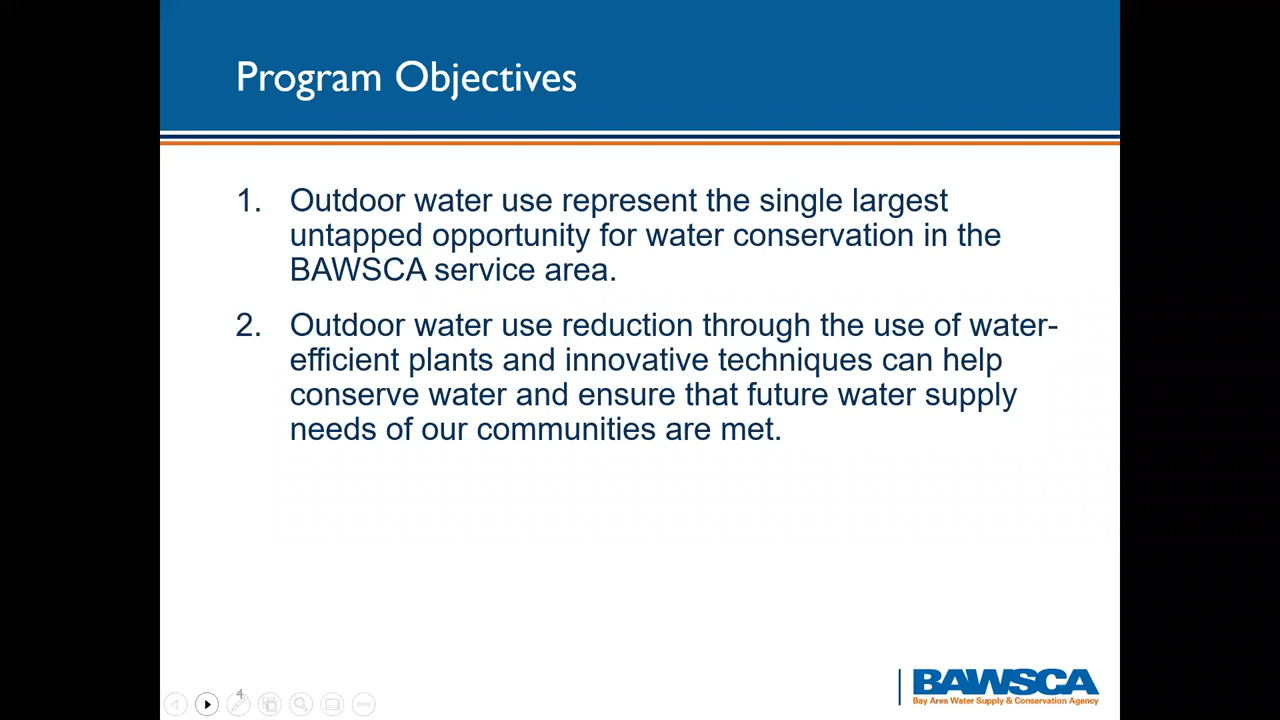 Program Objectives
1. Outdoor water use represent the single largest
untapped opportunity for water conservation in the
BAWSCA service area.
2. Outdoor water use reduction through the use of water-
efficient plants and innovative techniques can help
conserve water and ensure that future water supply
needs of our communities are met.
4
BAWSCA
Bay Area Water Supply & Conservation Agency